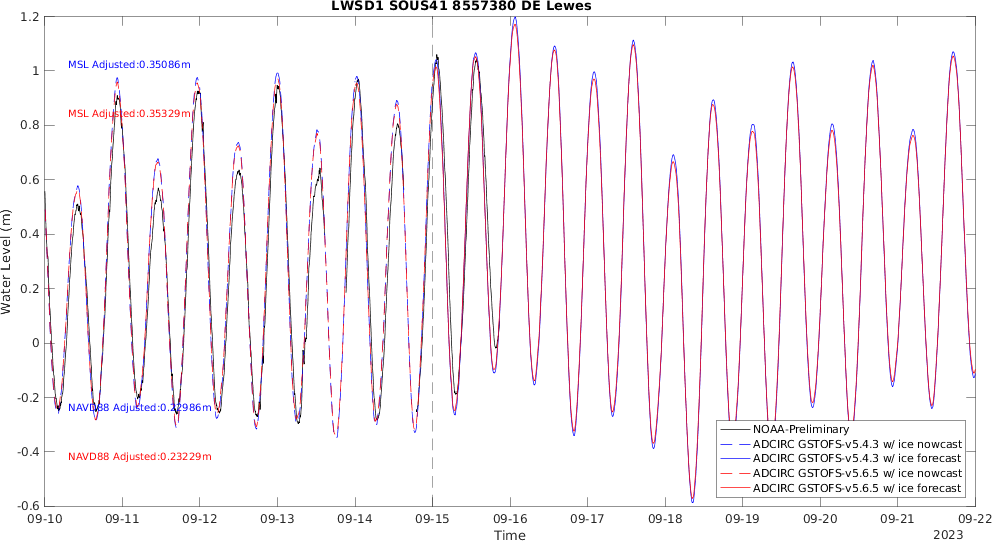 LWSD1 SOUS41 8557380 DE Lewes
Water Level (m)
1.2
1
0.8
0.6
0.4
0.2
0
-0.2
-0.4
-0.6
MSL Adjusted:0.35086m
MSL Adjusted:0.35329m
NAVD88 Adjusted:0.22986m
NAVD88 Adjusted:0.23229m
NOAA-Preliminary
ADCIRC GSTOFS-v5.4.3 w/ ice nowcast
ADCIRC GSTOFS-v5.4.3 w/ ice forecast
ADCIRC GSTOFS-v5.6.5 w/ ice nowcast
ADCIRC GSTOFS-v5.6.5 w/ ice forecast
09-10 09-11 09-12 09-13 09-14 09-15 09-16 09-17 09-18 09-19 09-20 09-21 09-22
Time
2023